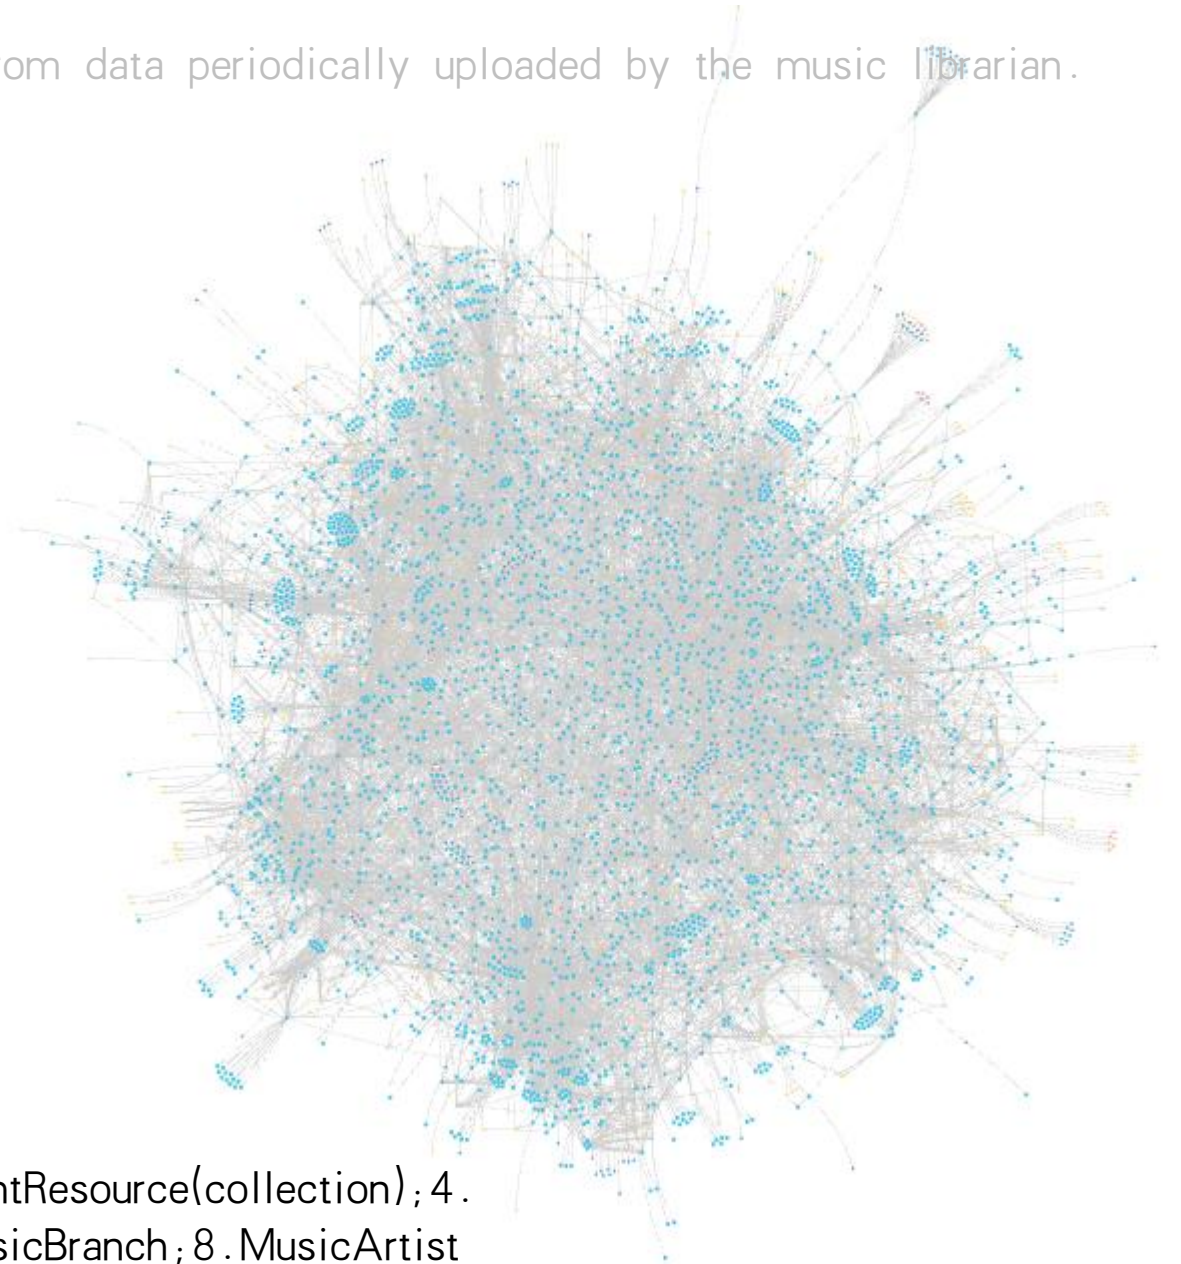 om data periodically uploaded by the music librarian.
ntResource(collection);4.
sicBranch;8.MusicArtist